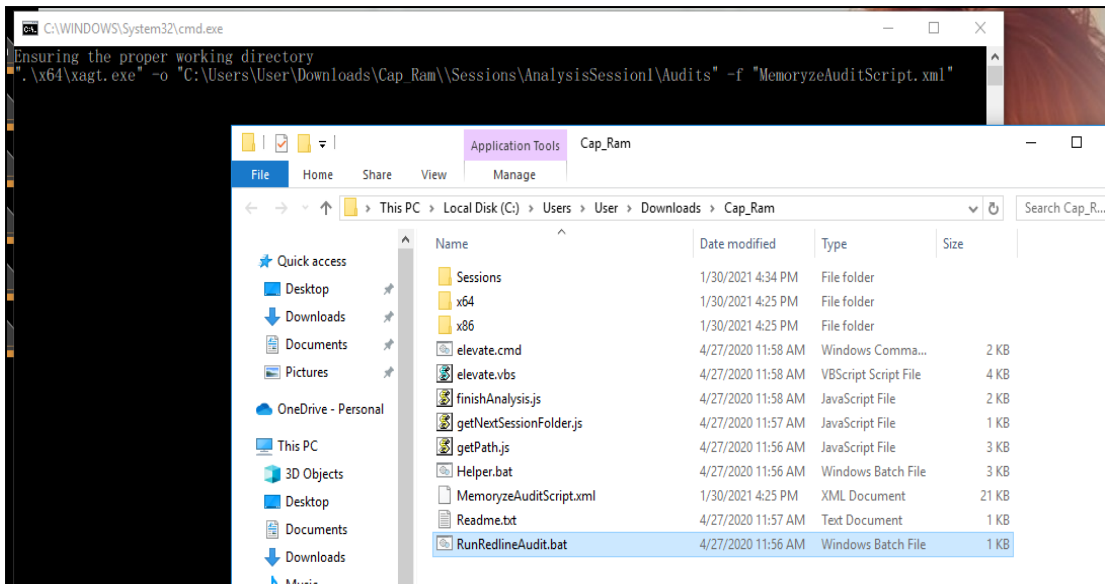 C:\WINDOWS\System32\cmd.exe
Ensuring the proper working directory
".\x64\xagt.exe" -o "C:\Users\User\Downloads\Cap_Ram\\Sessions\AnalysisSession1\Audits" -f "MemoryzeAuditScript.xml"
Application Tools Cap_Ram
File Home Share View Manage
This PC > Local Disk (C:) > Users > User > Downloads > Cap_Ram Search Cap_R...
Name Date modified Type Size
Quick access
Desktop
Downloads
Documents
Pictures
OneDrive - Personal
This PC
3D Objects
Desktop
Documents
Downloads
Sessions 1/30/2021 4:34 PM File folder
x64 1/30/2021 4:25 PM File folder
x86 1/30/2021 4:25 PM File folder
elevate.cmd 4/27/2020 11:58 AM Windows Comma... 2 KB
elevate.vbs 4/27/2020 11:58 AM VBScript Script File 4 KB
finishAnalysis.js 4/27/2020 11:58 AM JavaScript File 2 KB
getNextSessionFolder.js 4/27/2020 11:57 AM JavaScript File 1 KB
getPath.js 4/27/2020 11:56 AM JavaScript File 3 KB
Helper.bat 4/27/2020 11:56 AM Windows Batch File 3 KB
MemoryzeAuditScript.xml 1/30/2021 4:25 PM XML Document 21 KB
Readme.txt 4/27/2020 11:57 AM Text Document 1 KB
RunRedlineAudit.bat 4/27/2020 11:56 AM Windows Batch File 1 KB